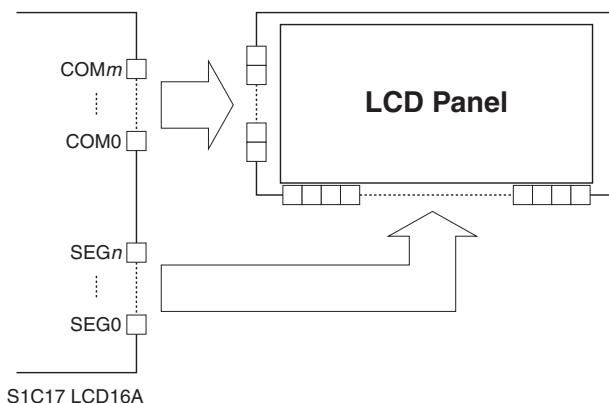 COMm
COM0
LCD Panel
SEGn
SEG0
S1C17 LCD16A